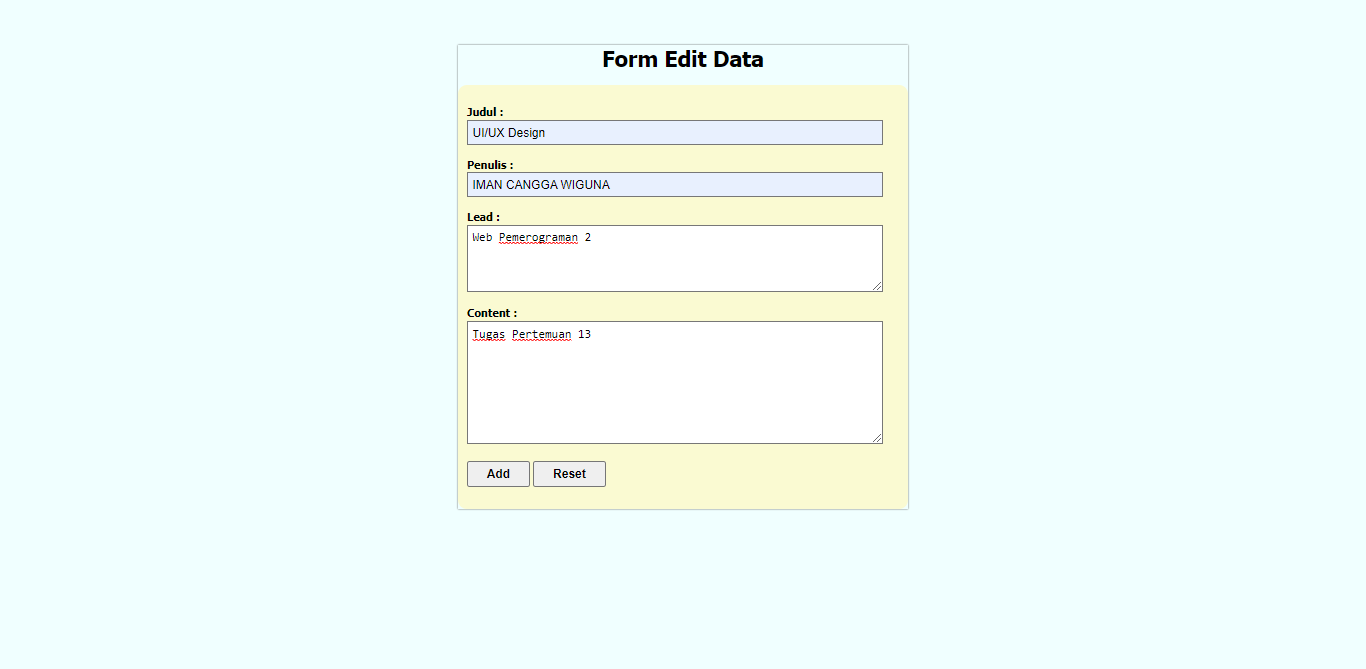 Form Edit Data
Judul :
UI/UX Design
Penulis :
IMAN CANGGA WIGUNA
Lead :
Web Pemerograman 2
Content :
Tugas Pertemuan 13
Add Reset